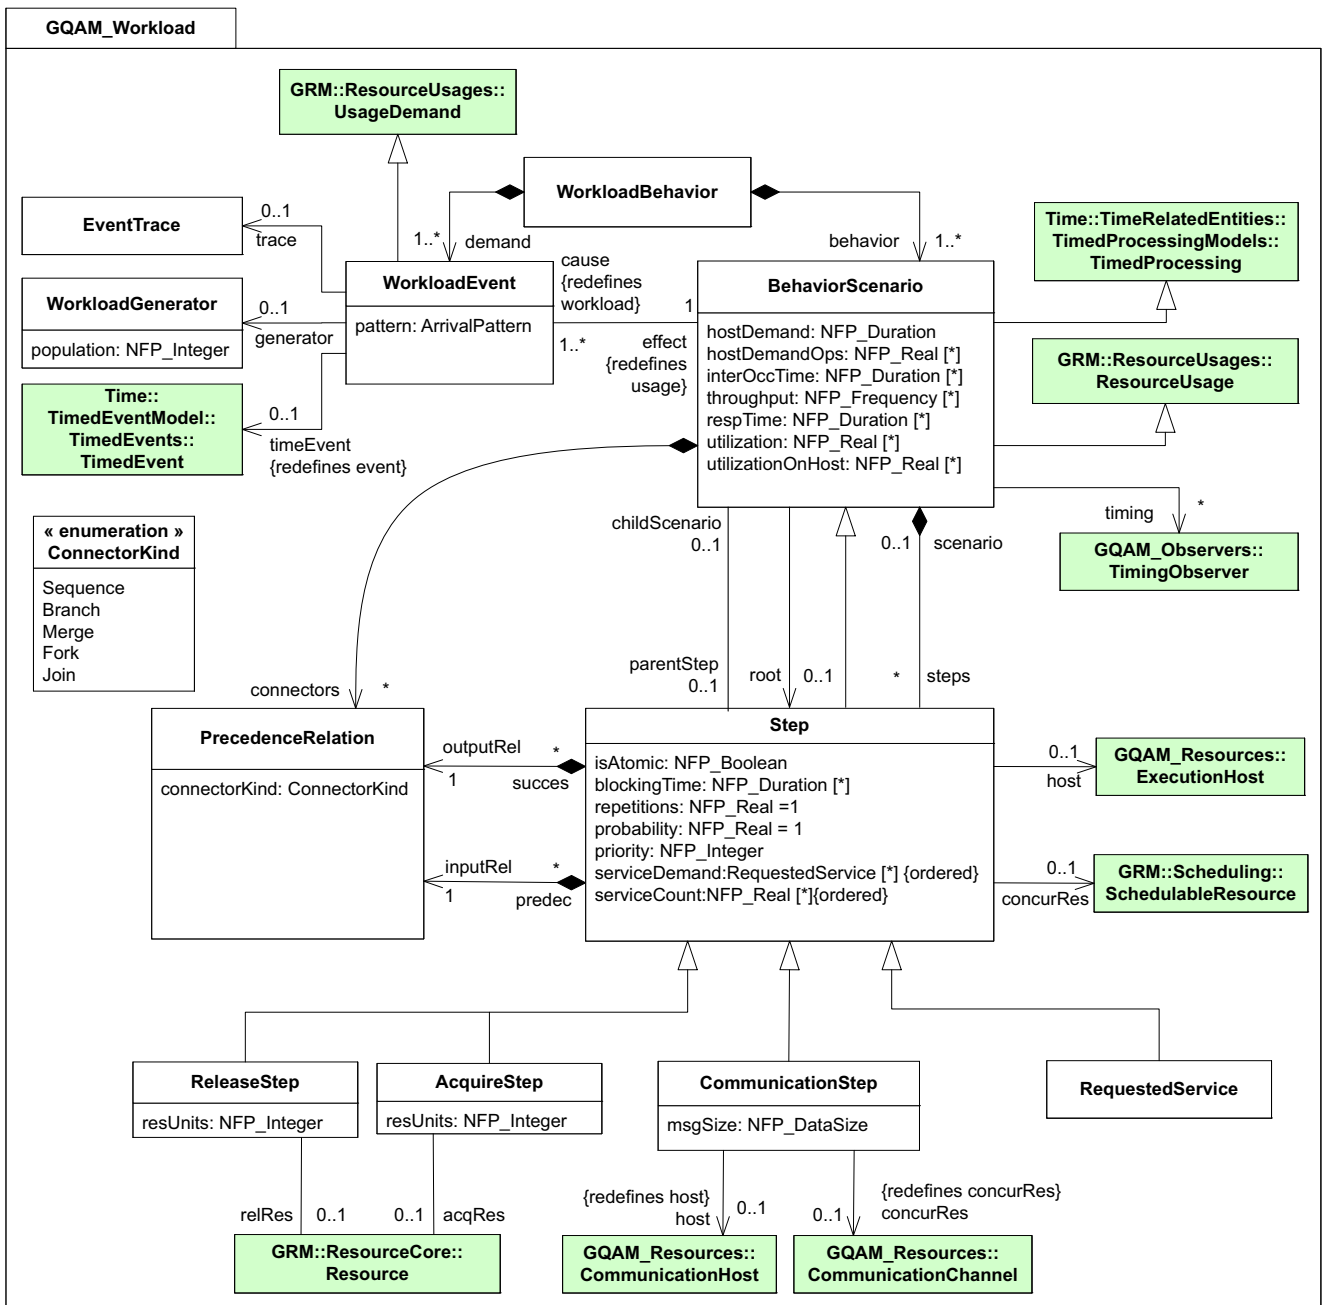 GQAM_Workload
GRM::ResourceUsages::
UsageDemand
WorkloadBehavior
EventTrace
0..1
trace
1..*
demand
behavior
1..*
Time::TimeRelatedEntities::
TimedProcessingModels::
TimedProcessing
WorkloadGenerator
population: NFP_Integer
0..1
generator
WorkloadEvent
pattern: ArrivalPattern
cause
{redefines
workload}
1
1..*
effect
{redefines
usage}
BehaviorScenario
hostDemand: NFP_Duration
hostDemandOps: NFP_Real [*]
interOccTime: NFP_Duration [*]
throughput: NFP_Frequency [*]
respTime: NFP_Duration [*]
utilization: NFP_Real [*]
utilizationOnHost: NFP_Real [*]
GRM::ResourceUsages::
ResourceUsage
Time::
TimedEventModel::
TimedEvents::
TimedEvent
0..1
timeEvent
{redefines event}
timing
*
GQAM_Observers::
TimingObserver
« enumeration »
ConnectorKind
Sequence
Branch
Merge
Fork
Join
childScenario
0..1
0..1
scenario
parentStep
0..1
root
0..1
*
steps
connectors
*
PrecedenceRelation
connectorKind: ConnectorKind
outputRel
*
1
succes
inputRel
*
1
predec
Step
isAtomic: NFP_Boolean
blockingTime: NFP_Duration [*]
repetitions: NFP_Real =1
probability: NFP_Real = 1
priority: NFP_Integer
serviceDemand:RequestedService [*] {ordered}
serviceCount:NFP_Real [*]{ordered}
0..1
host
GQAM_Resources::
ExecutionHost
0..1
concurRes
GRM::Scheduling::
SchedulableResource
ReleaseStep
resUnits: NFP_Integer
AcquireStep
resUnits: NFP_Integer
CommunicationStep
msgSize: NFP_DataSize
RequestedService
relRes
0..1
0..1
acqRes
{redefines host}
host
0..1
{redefines concurRes}
0..1
concurRes
GRM::ResourceCore::
Resource
GQAM_Resources::
CommunicationHost
GQAM_Resources::
CommunicationChannel